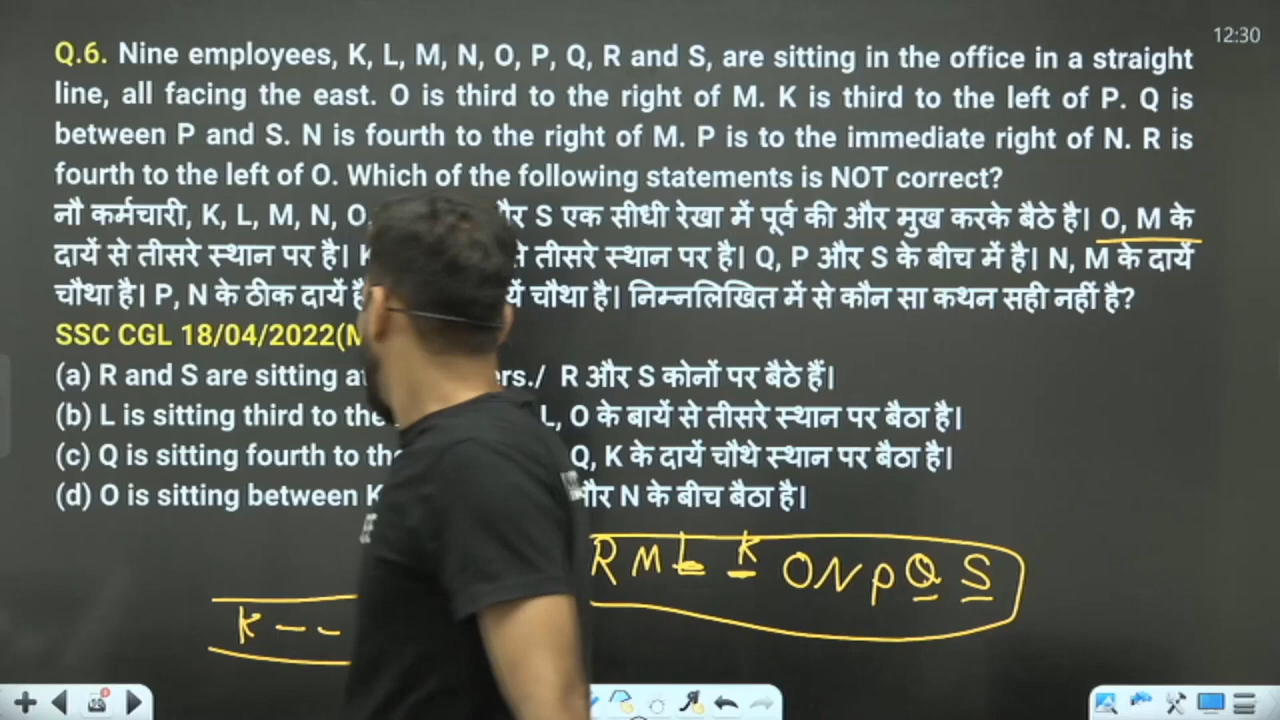 12:30
Q.6. Nine employees, K, L, M, N, O, P, Q, R and S, are sitting in the office in a straight
line, all facing the east. O is third to the right of M. K is third to the left of P. Q is
between P and S. N is fourth to the right of M. P is to the immediate right of N. R is
fourth to the left of O. Which of the following statements is NOT correct?
नौ कर्मचारी, K, L, M, N, O, और S एक सीधी रेखा में पूर्व की और मुख करके बैठे है। O, M के
दायें से तीसरे स्थान पर है। K से तीसरे स्थान पर है। Q, P और S के बीच में है। N, M के दायें
चौथा है। P, N के ठीक दायें है चौथा है। निम्नलिखित में से कौन सा कथन सही नहीं है?
SSC CGL 18/04/2022(M
(a) R and S are sitting at / R और S कोनों पर बैठे हैं।
(b) L is sitting third to the L, O के बायें से तीसरे स्थान पर बैठा है।
(c) Q is sitting fourth to the Q, K के दायें चौथे स्थान पर बैठा है।
(d) O is sitting between K और N के बीच बैठा है।
R M L K O N P Q S
K - -